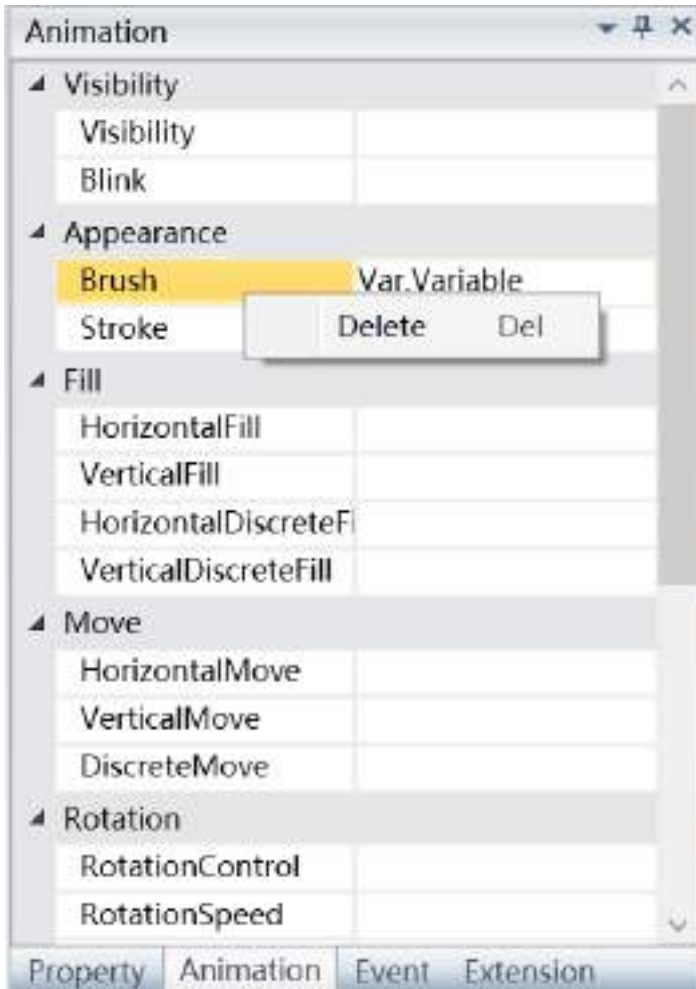 Animation
Visibility
Visibility
Blink
Appearance
Brush Var.Variable
Stroke Delete Del
Fill
HorizontalFill
VerticalFill
HorizontalDiscreteFi
VerticalDiscreteFill
Move
HorizontalMove
VerticalMove
DiscreteMove
Rotation
RotationControl
RotationSpeed
Property Animation Event Extension